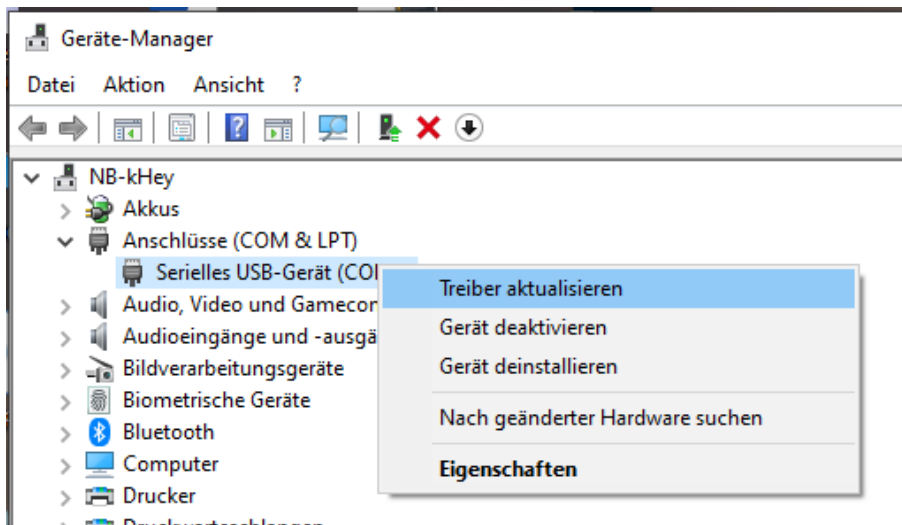 Geräte-Manager
Datei Aktion Ansicht ?
NB-kHey
Akkus
Anschlüsse (COM & LPT)
Serielles USB-Gerät (CO
Treiber aktualisieren
Audio, Video und Gamecor
Gerät deaktivieren
Audioeingänge und -ausgä
Gerät deinstallieren
Bildverarbeitungsgeräte
Biometrische Geräte
Nach geänderter Hardware suchen
Bluetooth
Computer
Eigenschaften
Drucker